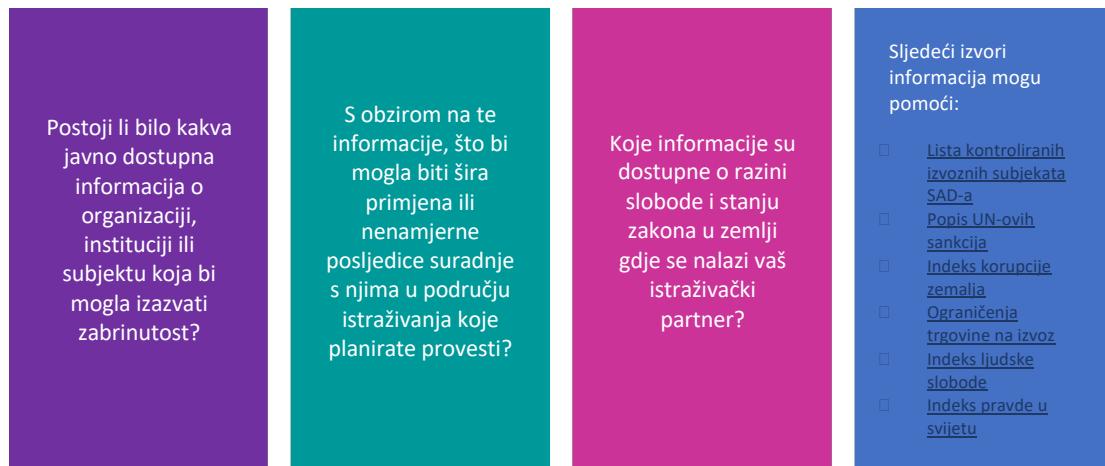 Postoji li bilo kakva
javno dostupna
informacija o
organizaciji,
instituciji ili
subjektu koja bi
mogla izazvati
zabrinutost?
S obzirom na te
informacije, što bi
mogla biti šira
primjena ili
nenamjerne
posljedice suradnje
s njima u području
istraživanja koje
planirate provesti?
Koje informacije su
dostupne o razini
slobode i stanju
zakona u zemlji
gdje se nalazi vaš
istraživački
partner?
Sljedeći izvori
informacija mogu
pomoći:
Lista kontroliranih
izvoznih subjekata
SAD-a
Popis UN-ovih
sankcija
Indeks korupcije
zemalja
Ograničenja
trgovine na izvoz
Indeks ljudske
slobode
Indeks pravde u
svijetu